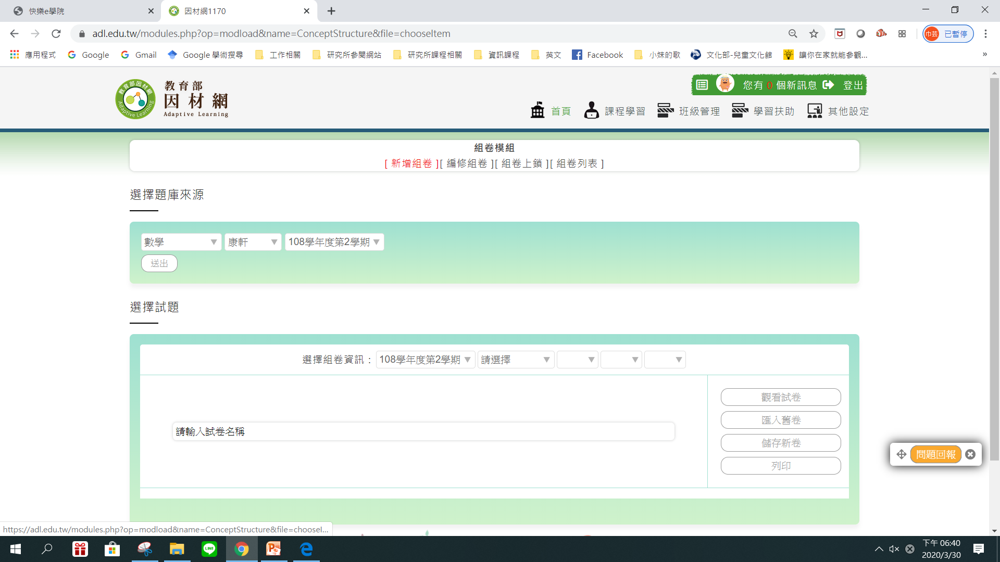 快樂e學院
因材網1170
adl.edu.tw/modules.php?op=modload&name=ConceptStructure&file=chooseItem
已暫停
應用程式 Google Gmail Google 學術搜尋 工作相關 研究所參閱網站 研究所課程相關 資訊課程 英文 Facebook 小妹的歌 文化部-兒童文化館 讓你在家就能參觀...
»
教育部因材網
Adaptive Learning
教育部
因材網
Adaptive Learning
您有 0 個新訊息 登出
首頁 課程學習 班級管理 學習扶助 其他設定
組卷模組
[ 新增組卷 ][ 編修組卷 ][ 組卷上鎖 ][ 組卷列表 ]
選擇題庫來源
數學 康軒 108學年度第2學期
送出
選擇試題
選擇組卷資訊： 108學年度第2學期 請選擇
請輸入試卷名稱
觀看試卷
匯入舊卷
儲存新卷
列印
問題回報
https://adl.edu.tw/modules.php?op=modload&name=ConceptStructure&file=chooseI...
LINE
下午 06:40
2020/3/30